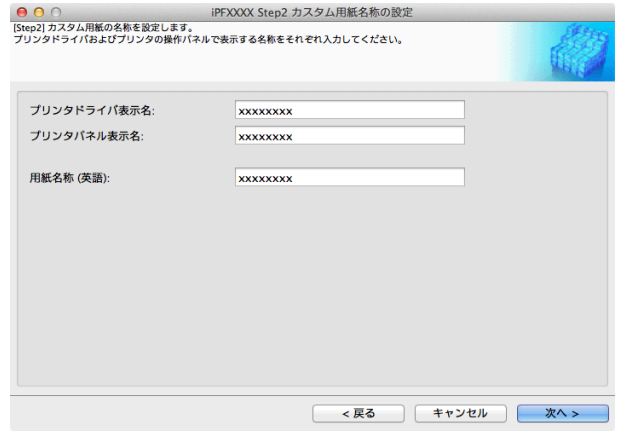 iPFXXXX Step2 カスタム用紙名称の設定
[Step2] カスタム用紙の名称を設定します。
プリンタドライバおよびプリンタの操作パネルで表示する名称をそれぞれ入力してください。
プリンタドライバ表示名: xxxxxxxx
プリンタパネル表示名: xxxxxxxx
用紙名称 (英語): xxxxxxxx
< 戻る キャンセル 次へ >